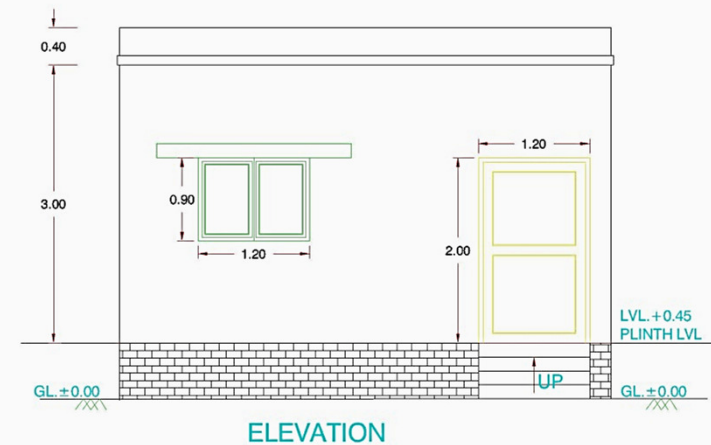 0.40
1.20
0.90
3.00
2.00
1.20
LVL.+0.45
PLINTH LVL
UP
GL.±0.00
GL.±0.00
ELEVATION